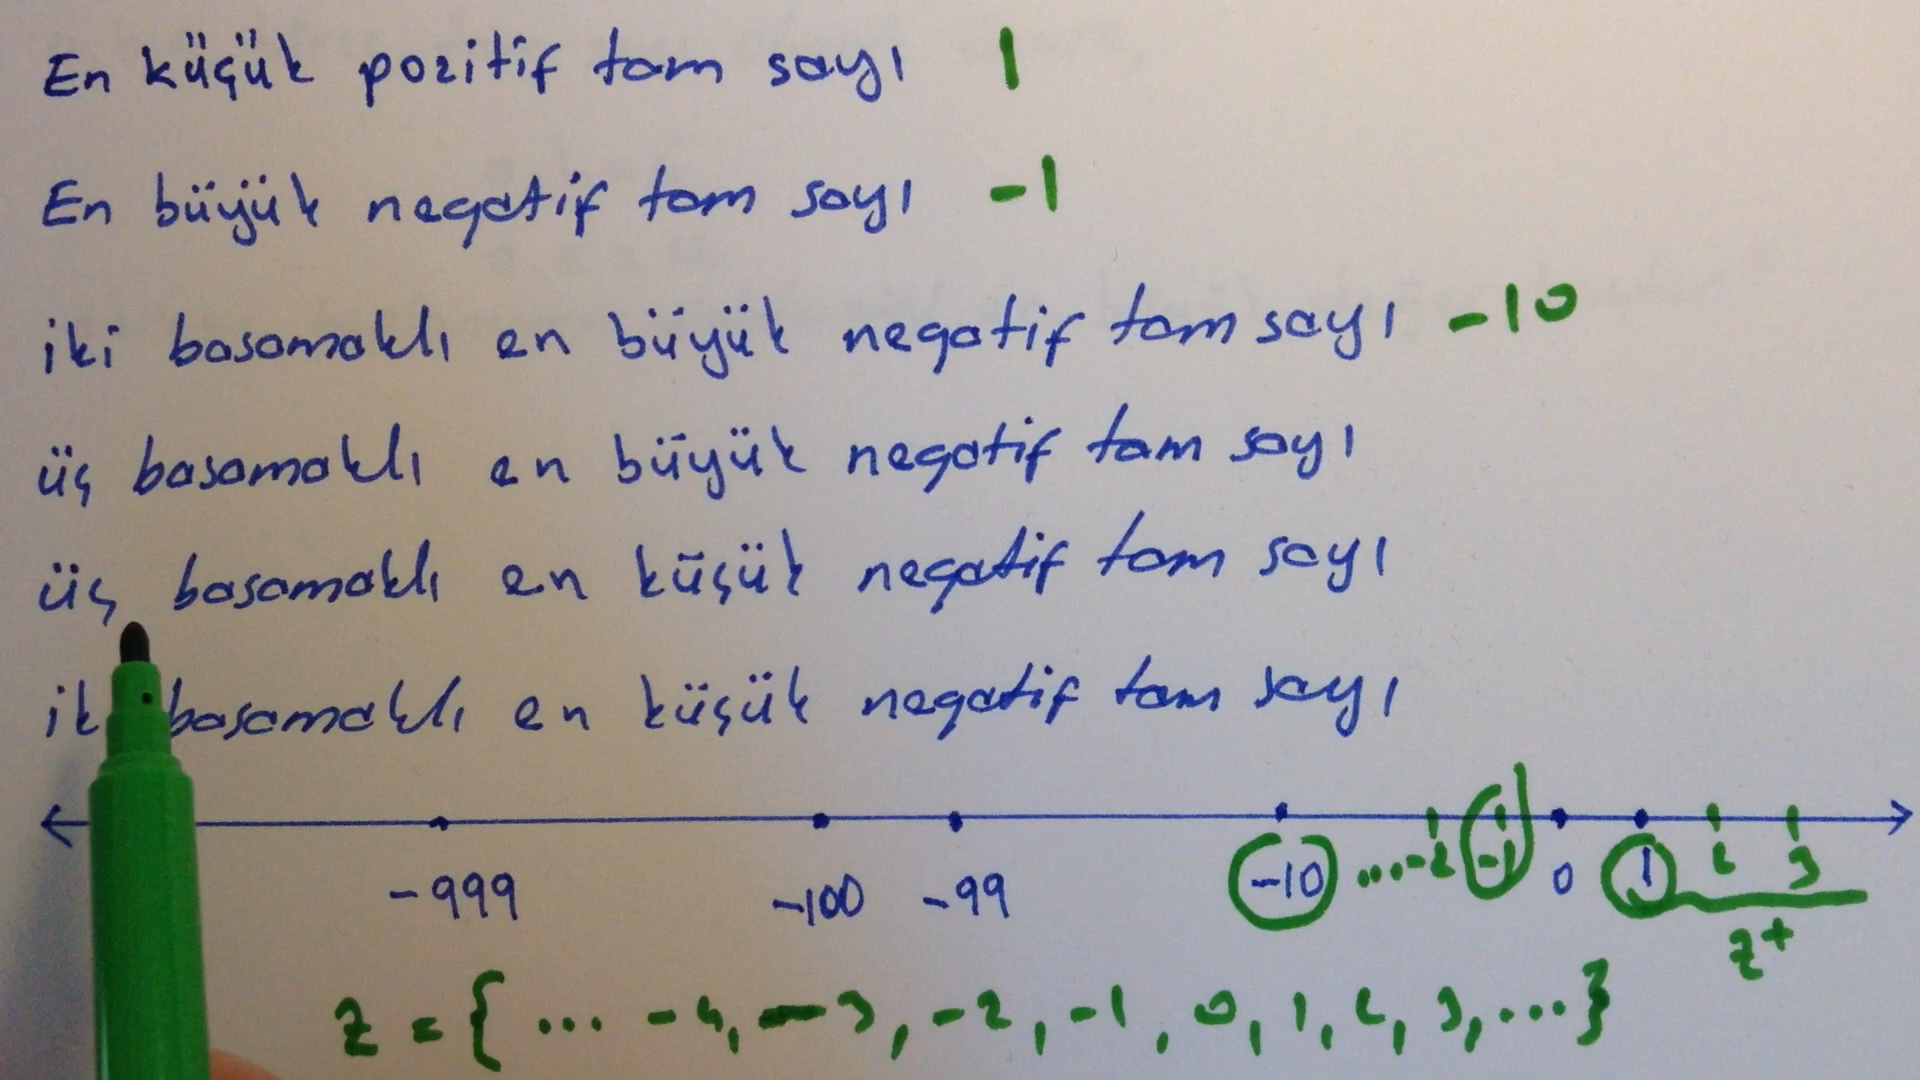 En küçük pozitif tam sayı 1
En büyük negatif tam sayı -1
iki basamaklı en büyük negatif tam sayı -10
üç basamaklı en büyük negatif tam sayı
üç basamaklı en küçük negatif tam sayı
ik basamaklı en küçük negatif tam sayı
-999 -100 -99 -10 ... -2 -1 0 1 2 3
Z+
Z = { ... -4, -3, -2, -1, 0, 1, 2, 3, ... }